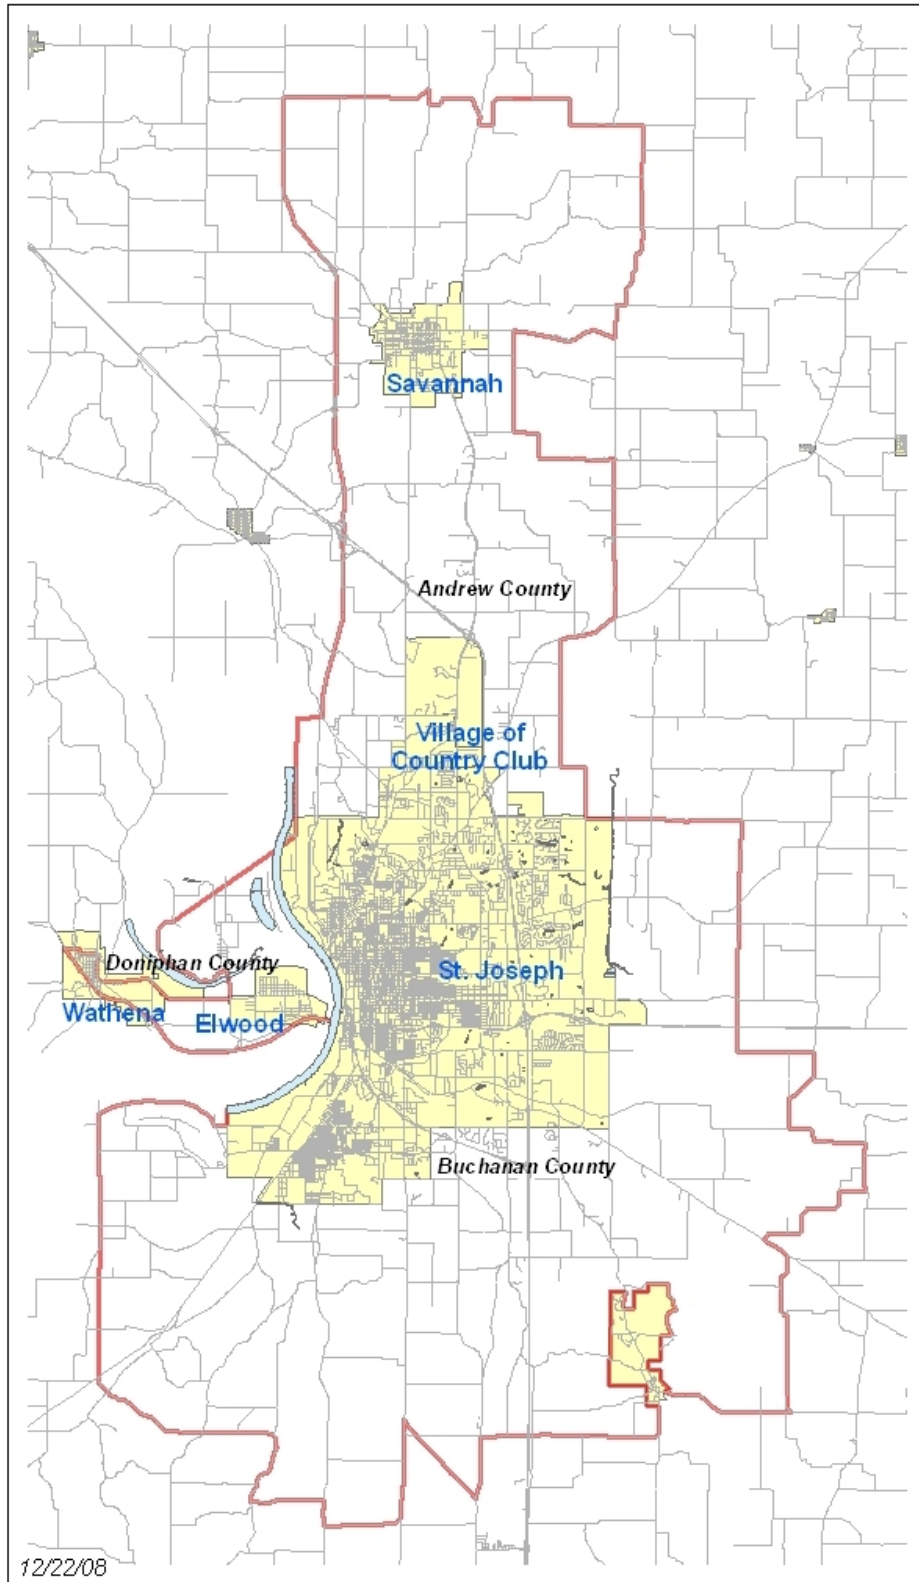 Savannah
Andrew County
Village of
Country Club
Doniphan County
St. Joseph
Wathena
Elwood
Buchanan County
12/22/08